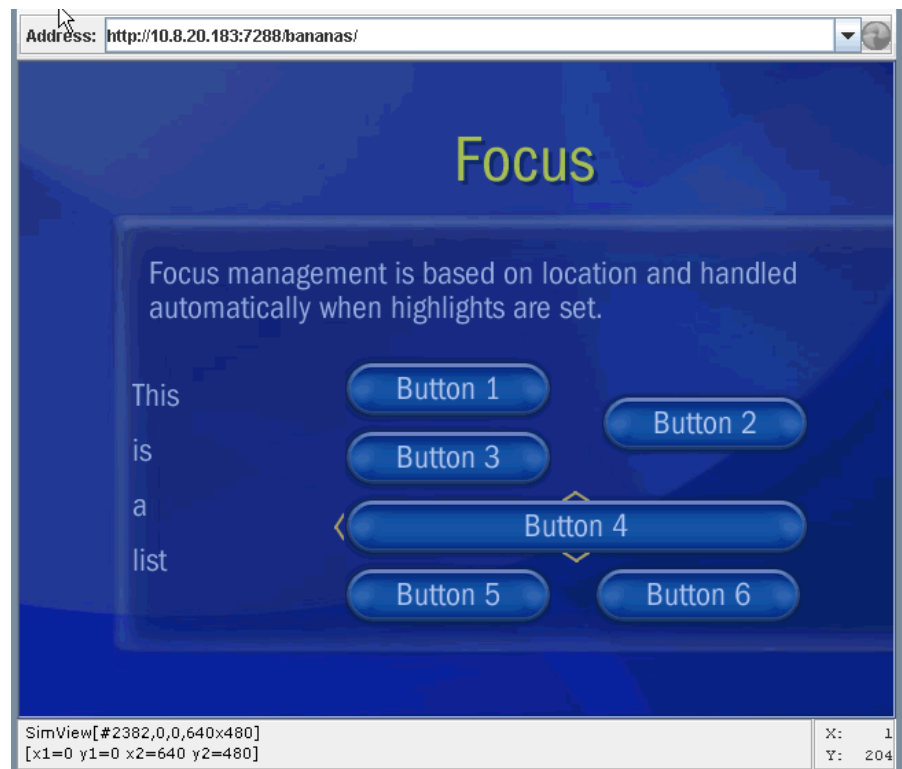 Address: http://10.8.20.183:7288/bananas/
Focus
Focus management is based on location and handled
automatically when highlights are set.
This
is
a
list
Button 1
Button 2
Button 3
Button 4
Button 5
Button 6
SimView[#2382,0,0,640x480]
[x1=0 y1=0 x2=640 y2=480]
X: 1
Y: 204